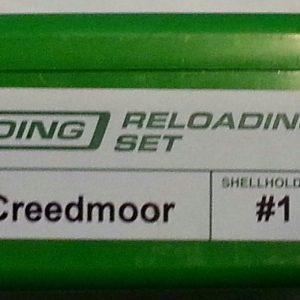 DING RELOADIN
SET
SHELLHOLD
Creedmoor #1